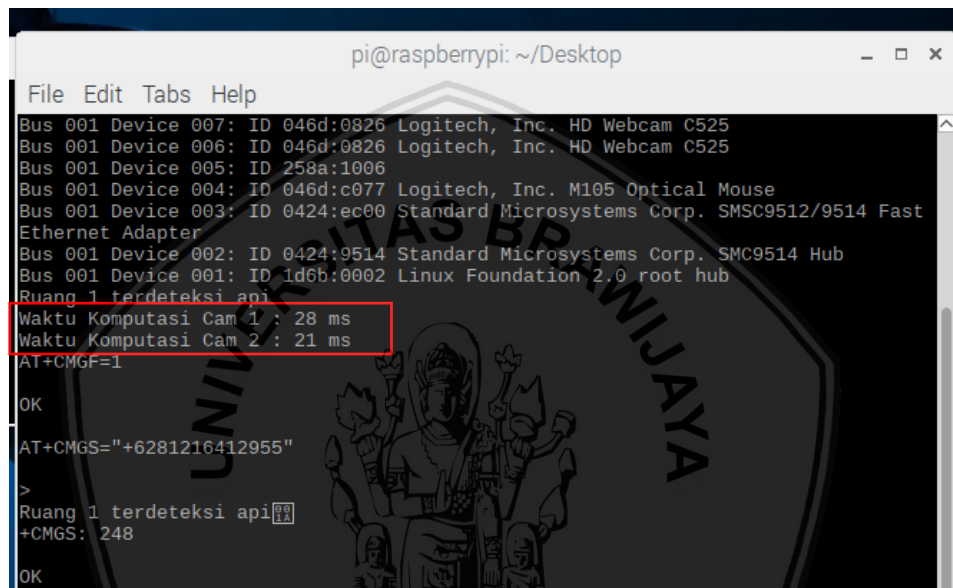 pi@raspberrypi: ~/Desktop
File Edit Tabs Help
Bus 001 Device 007: ID 046d:0826 Logitech, Inc. HD Webcam C525
Bus 001 Device 006: ID 046d:0826 Logitech, Inc. HD Webcam C525
Bus 001 Device 005: ID 258a:1006
Bus 001 Device 004: ID 046d:c077 Logitech, Inc. M105 Optical Mouse
Bus 001 Device 003: ID 0424:ec00 Standard Microsystems Corp. SMSC9512/9514 Fast
Ethernet Adapter
Bus 001 Device 002: ID 0424:9514 Standard Microsystems Corp. SMC9514 Hub
Bus 001 Device 001: ID 1d6b:0002 Linux Foundation 2.0 root hub
Ruang 1 terdeteksi api
Waktu Komputasi Cam 1 : 28 ms
Waktu Komputasi Cam 2 : 21 ms
AT+CMGF=1
OK
AT+CMGS="+6281216412955"
>
Ruang 1 terdeteksi api
+CMGS: 248
OK
UNIVERSITAS BRAWIJAYA